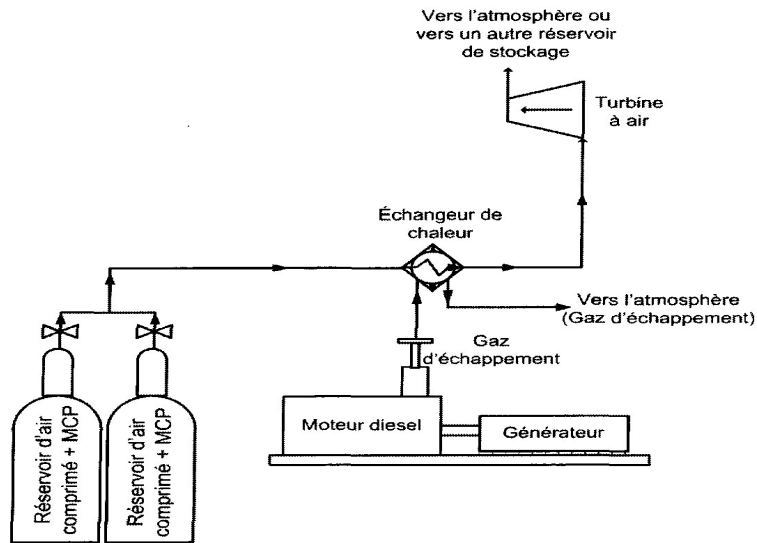 Vers l'atmosphère ou
vers un autre réservoir
de stockage
Turbine
à air
Échangeur de
chaleur
Vers l'atmosphère
(Gaz d'échappement)
Gaz
d'échappement
Moteur diesel
Générateur
Réservoir d'air
comprimé + MCP
Réservoir d'air
comprimé + MCP